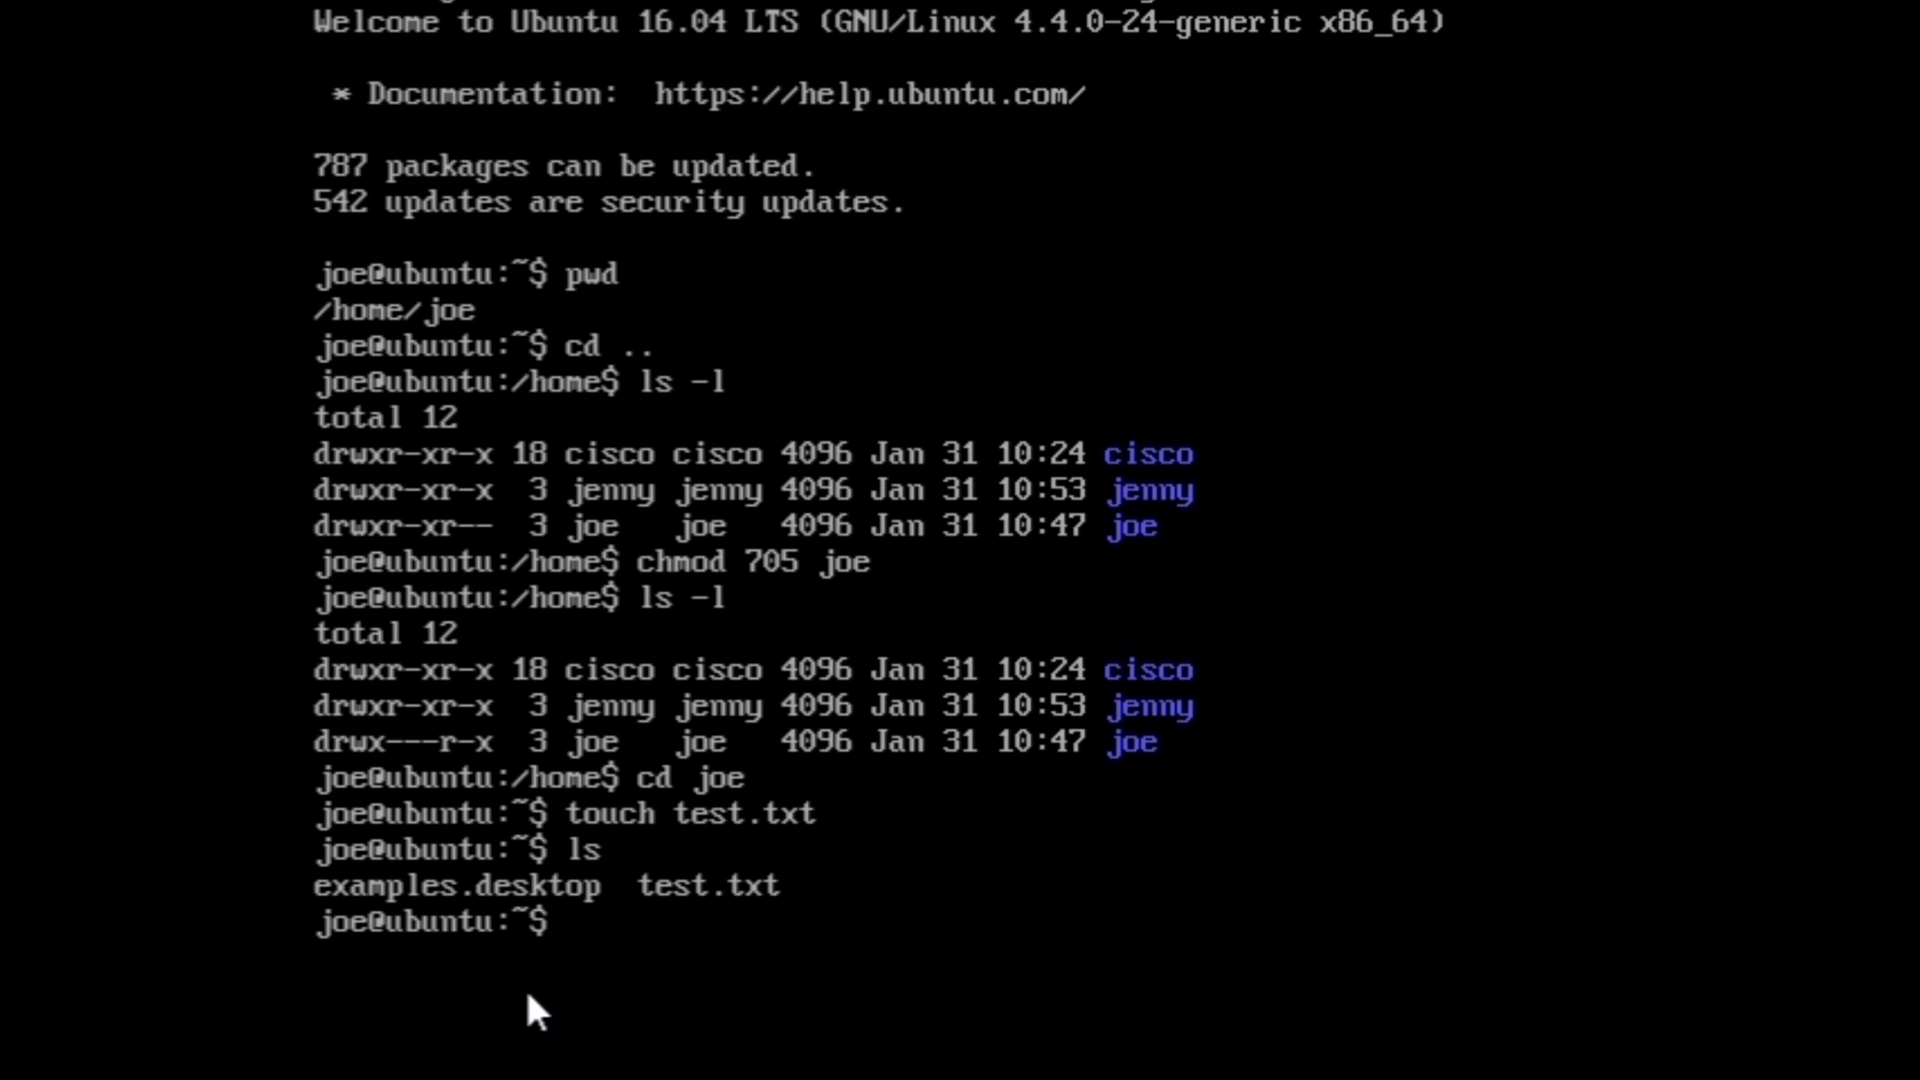 Welcome to Ubuntu 16.04 LTS (GNU/Linux 4.4.0-24-generic x86_64)
* Documentation:  https://help.ubuntu.com/
787 packages can be updated.
542 updates are security updates.
joe@ubuntu:~$ pwd
/home/joe
joe@ubuntu:~$ cd ..
joe@ubuntu:/home$ ls -l
total 12
drwxr-xr-x 18 cisco cisco 4096 Jan 31 10:24 cisco
drwxr-xr-x  3 jenny jenny 4096 Jan 31 10:53 jenny
drwxr-xr--  3 joe   joe   4096 Jan 31 10:47 joe
joe@ubuntu:/home$ chmod 705 joe
joe@ubuntu:/home$ ls -l
total 12
drwxr-xr-x 18 cisco cisco 4096 Jan 31 10:24 cisco
drwxr-xr-x  3 jenny jenny 4096 Jan 31 10:53 jenny
drwx---r-x  3 joe   joe   4096 Jan 31 10:47 joe
joe@ubuntu:/home$ cd joe
joe@ubuntu:~$ touch test.txt
joe@ubuntu:~$ ls
examples.desktop  test.txt
joe@ubuntu:~$